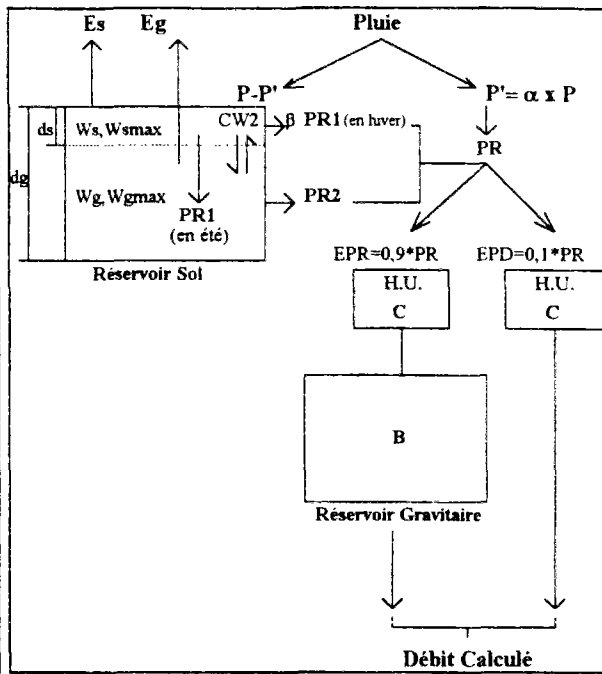 Es Eg Pluie
P-P' P'= α x P
ds Ws, Wsmax CW2 β PR1 (en hiver)
PR
dg Wg, Wgmax PR2
PR1
(en été)
EPR=0,9*PR EPD=0,1*PR
Réservoir Sol H.U. H.U.
C C
B
Réservoir Gravitaire
Débit Calculé